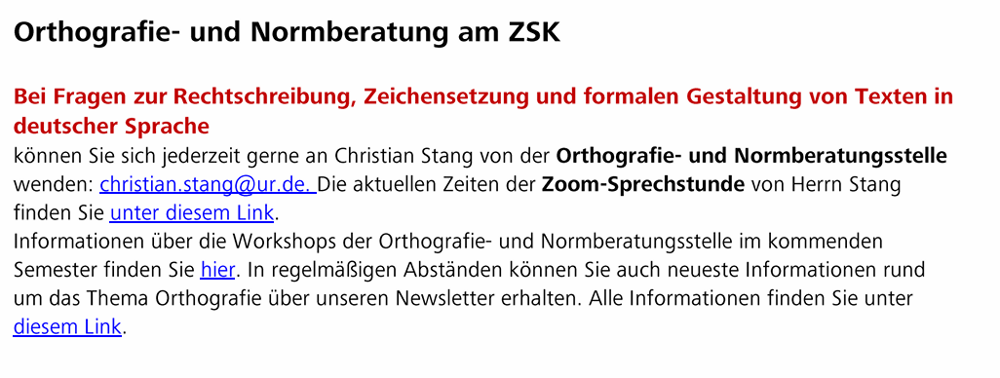 Orthografie- und Normberatung am ZSK
Bei Fragen zur Rechtschreibung, Zeichensetzung und formalen Gestaltung von Texten in
deutscher Sprache
können Sie sich jederzeit gerne an Christian Stang von der Orthografie- und Normberatungsstelle
wenden: christian.stang@ur.de. Die aktuellen Zeiten der Zoom-Sprechstunde von Herrn Stang
finden Sie unter diesem Link.
Informationen über die Workshops der Orthografie- und Normberatungsstelle im kommenden
Semester finden Sie hier. In regelmäßigen Abständen können Sie auch neueste Informationen rund
um das Thema Orthografie über unseren Newsletter erhalten. Alle Informationen finden Sie unter
diesem Link.